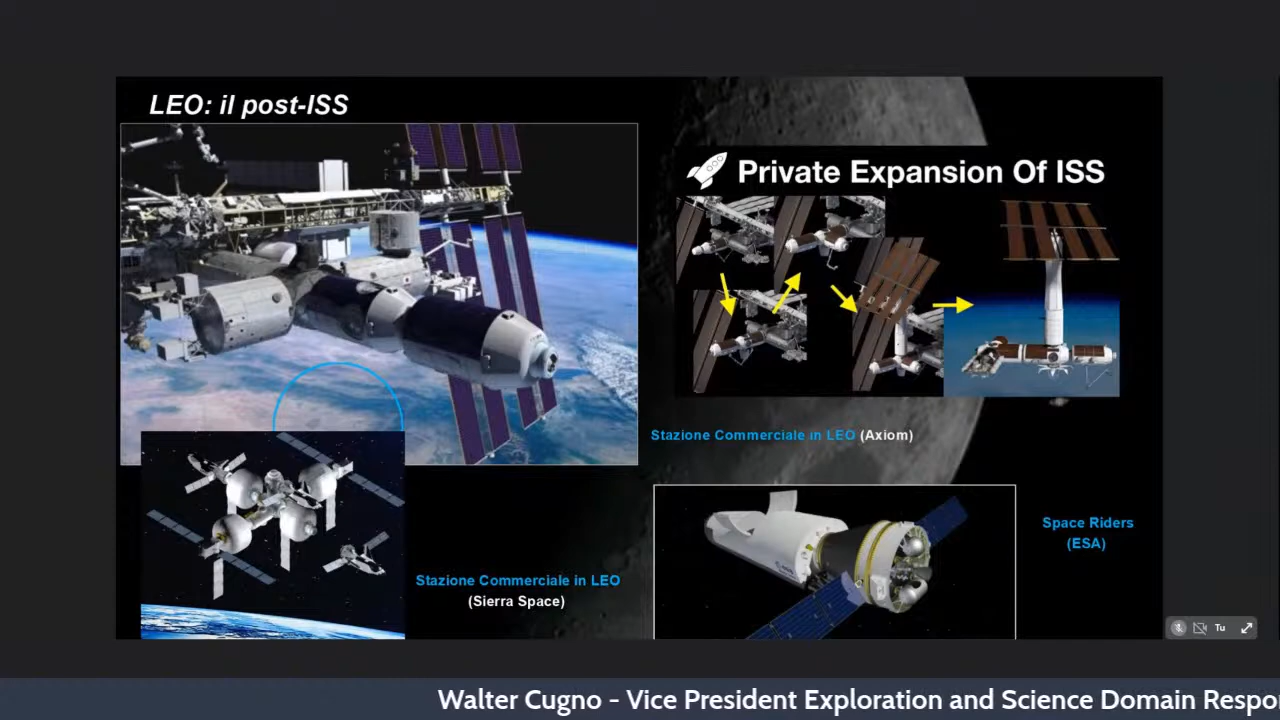 LEO: il post-ISS
Private Expansion Of ISS
Stazione Commerciale in LEO (Axiom)
Space Riders
(ESA)
Stazione Commerciale in LEO
(Sierra Space)
Tu
Walter Cugno - Vice President Exploration and Science Domain Respo